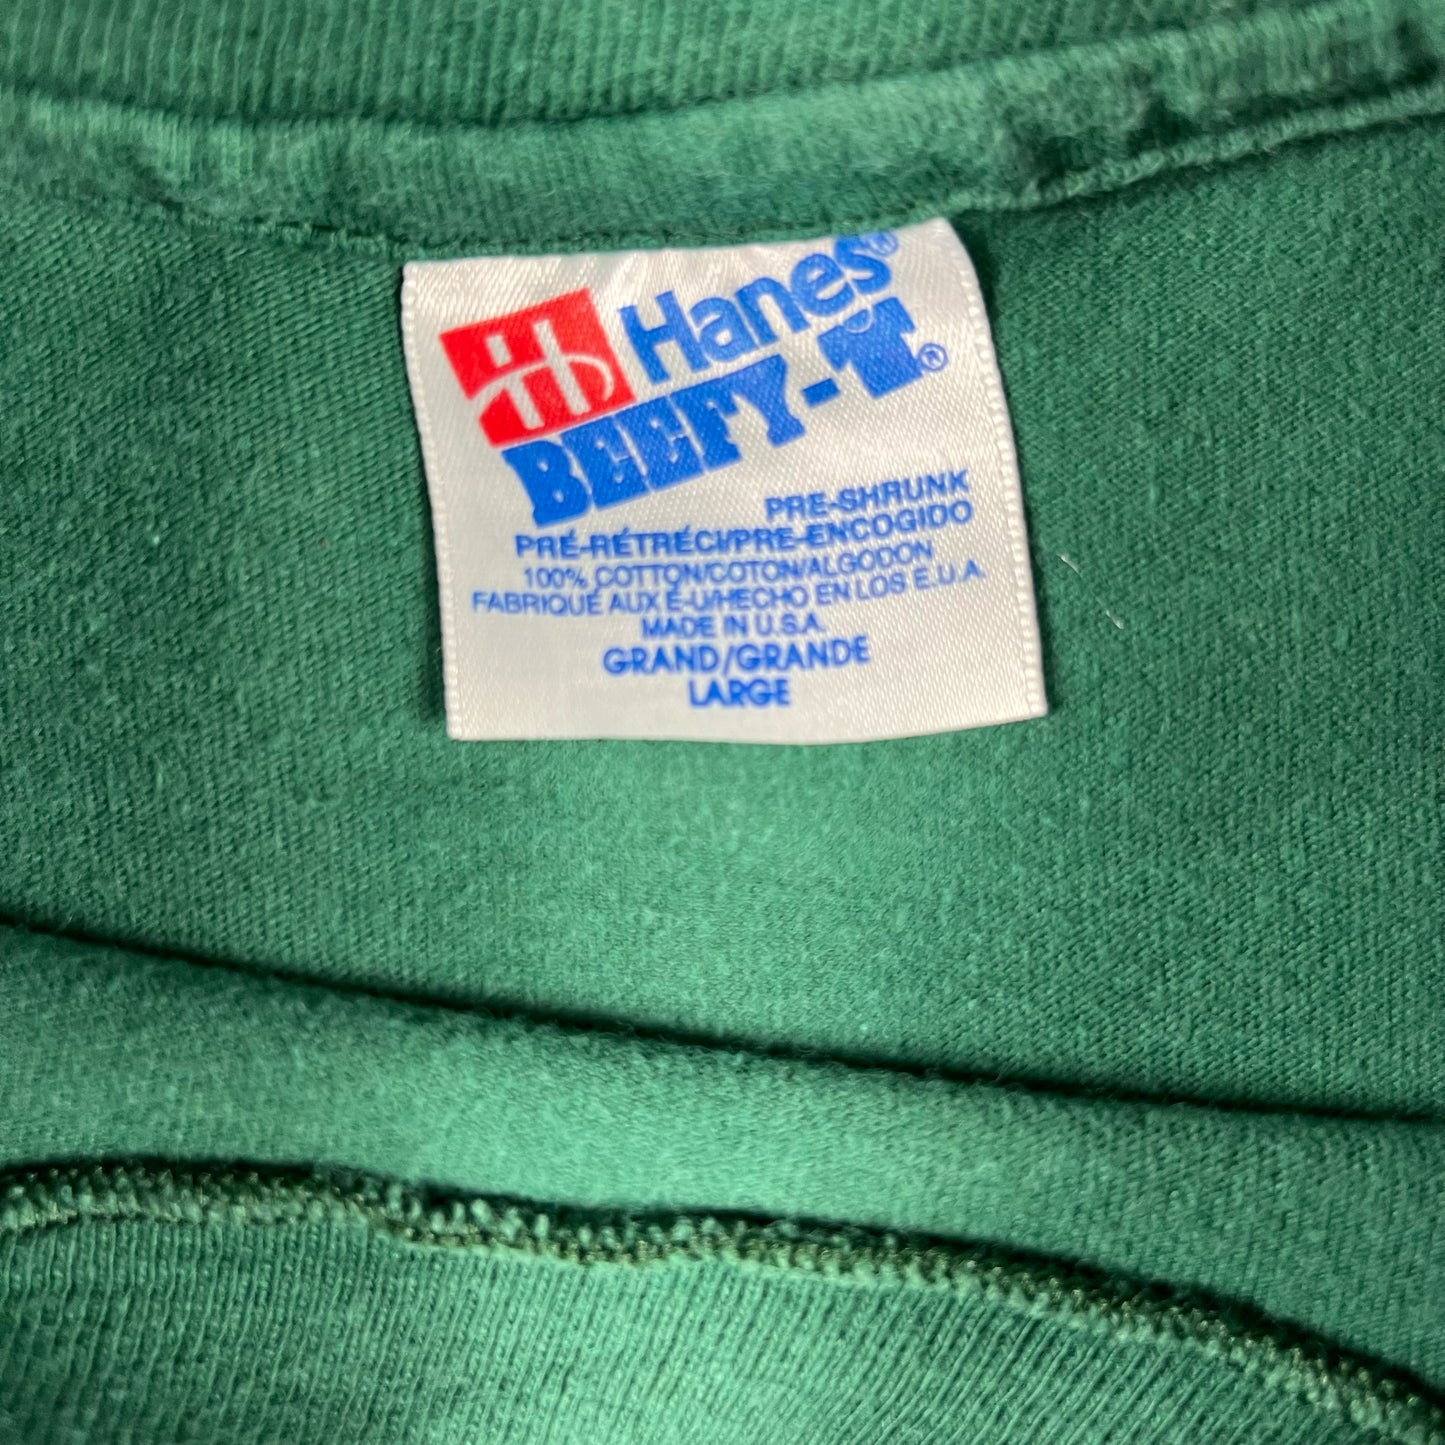 Hanes®
BEEFY-T®
PRE-SHRUNK
PRÉ-RÉTRÉCI/PRE-ENCOGIDO
100% COTTON/COTON/ALGODON
FABRIQUÉ AUX É-U/HECHO EN LOS E.U.A.
MADE IN U.S.A.
GRAND/GRANDE
LARGE